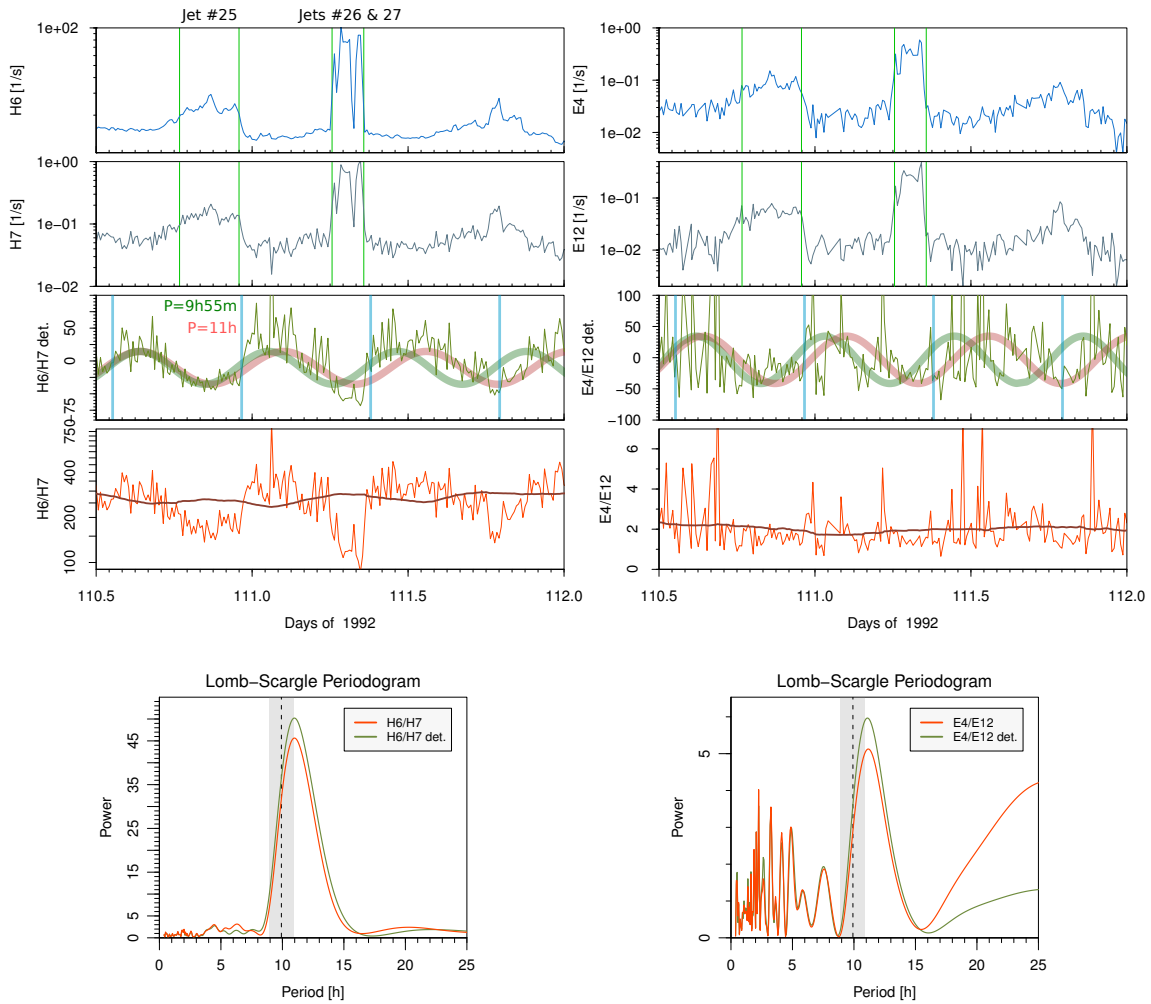 Jet #25 Jets #26 & 27
1e+02
H6 [1/s]
1e+00
1e-01
1e-02
E4 [1/s]
1e+00
1e-01
1e-02
H7 [1/s]
1e-01
1e-02
E12 [1/s]
P=9h55m
P=11h
50
0
-75
H6/H7 det.
100
50
0
-50
-100
E4/E12 det.
750
400
200
100
H6/H7
6
4
2
0
E4/E12
110.5 111.0 111.5 112.0
Days of 1992
110.5 111.0 111.5 112.0
Days of 1992
Lomb-Scargle Periodogram
H6/H7
H6/H7 det.
45
35
25
15
5
0
Power
0 5 10 15 20 25
Period [h]
Lomb-Scargle Periodogram
E4/E12
E4/E12 det.
5
0
Power
0 5 10 15 20 25
Period [h]